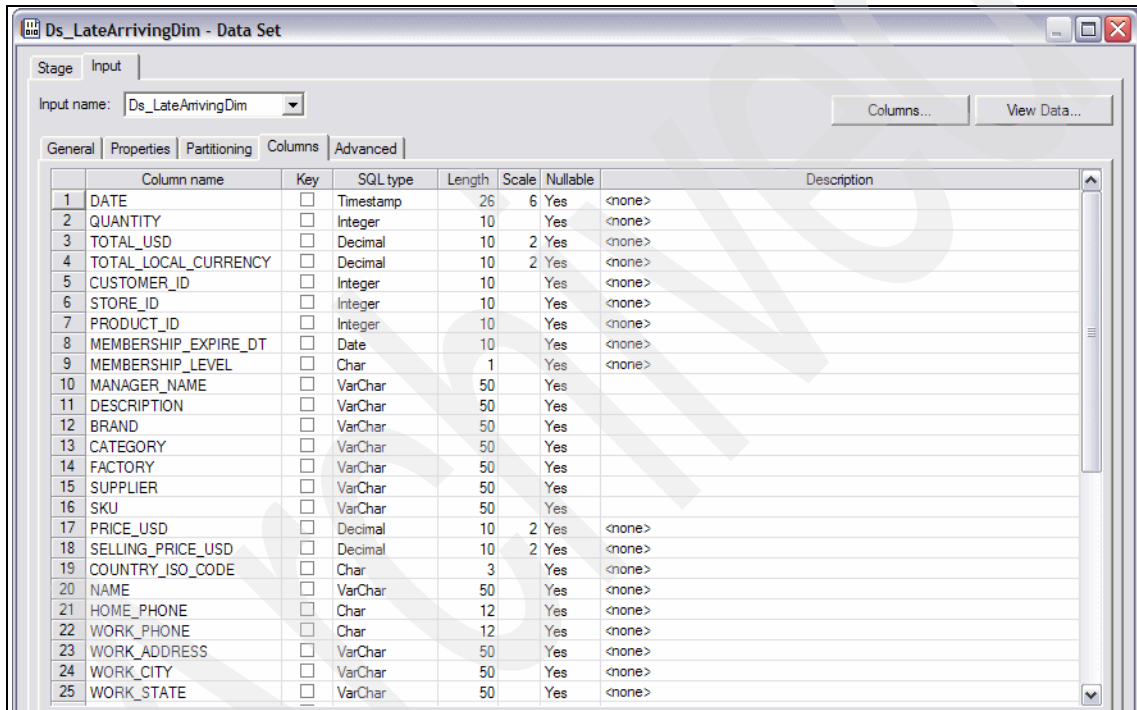 Ds_LateArrivingDim - Data Set
Stage Input
Input name: Ds_LateArrivingDim Columns... View Data...
General Properties Partitioning Columns Advanced
Column name Key SQL type Length Scale Nullable Description
1 DATE Timestamp 26 6 Yes <none>
2 QUANTITY Integer 10 Yes <none>
3 TOTAL_USD Decimal 10 2 Yes <none>
4 TOTAL_LOCAL_CURRENCY Decimal 10 2 Yes <none>
5 CUSTOMER_ID Integer 10 Yes <none>
6 STORE_ID Integer 10 Yes <none>
7 PRODUCT_ID Integer 10 Yes <none>
8 MEMBERSHIP_EXPIRE_DT Date 10 Yes <none>
9 MEMBERSHIP_LEVEL Char 1 Yes <none>
10 MANAGER_NAME VarChar 50 Yes
11 DESCRIPTION VarChar 50 Yes
12 BRAND VarChar 50 Yes
13 CATEGORY VarChar 50 Yes
14 FACTORY VarChar 50 Yes
15 SUPPLIER VarChar 50 Yes
16 SKU VarChar 50 Yes
17 PRICE_USD Decimal 10 2 Yes <none>
18 SELLING_PRICE_USD Decimal 10 2 Yes <none>
19 COUNTRY_ISO_CODE Char 3 Yes <none>
20 NAME VarChar 50 Yes <none>
21 HOME_PHONE Char 12 Yes <none>
22 WORK_PHONE Char 12 Yes <none>
23 WORK_ADDRESS VarChar 50 Yes <none>
24 WORK_CITY VarChar 50 Yes <none>
25 WORK_STATE VarChar 50 Yes <none>